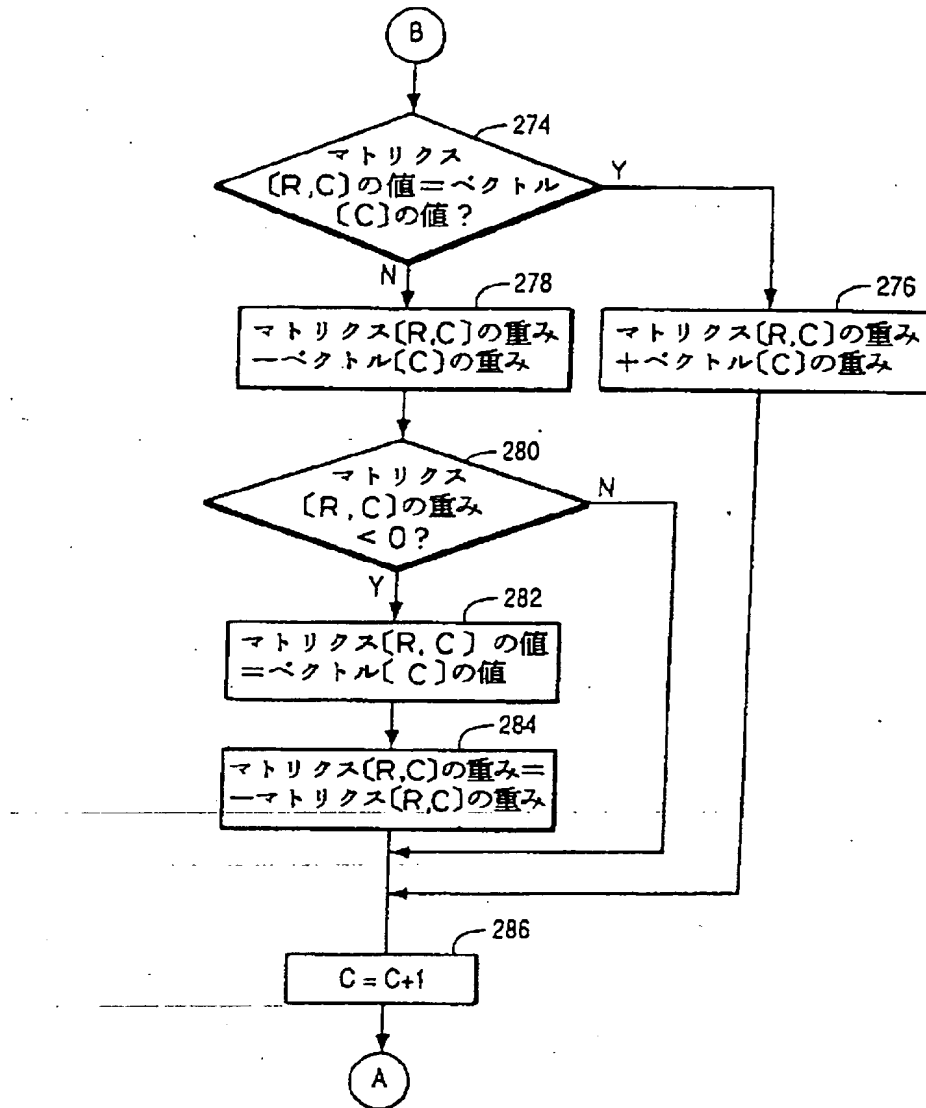 B
274
マトリクス
〔R,C〕の値=ベクトル
〔C〕の値?
Y
N
278
マトリクス〔R,C〕の重み
−ベクトル〔C〕の重み
276
マトリクス〔R,C〕の重み
+ベクトル〔C〕の重み
280
マトリクス
〔R,C〕の重み
<0?
N
Y
282
マトリクス〔R,C〕の値
=ベクトル〔C〕の値
284
マトリクス〔R,C〕の重み=
−マトリクス〔R,C〕の重み
286
C=C+1
A